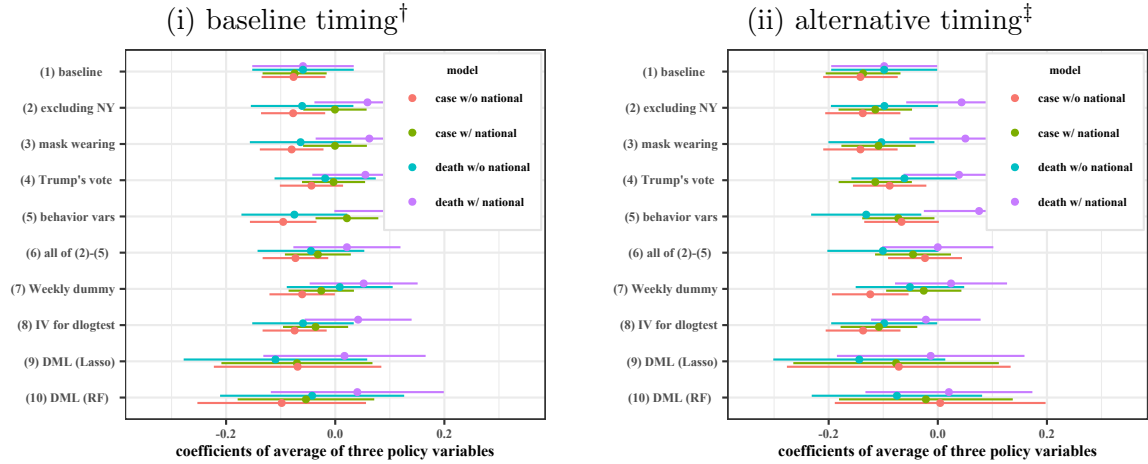 (i) baseline timing†
(1) baseline
(2) excluding NY
(3) mask wearing
(4) Trump's vote
(5) behavior vars
(6) all of (2)-(5)
(7) Weekly dummy
(8) IV for dlogtest
(9) DML (Lasso)
(10) DML (RF)
model
case w/o national
case w/ national
death w/o national
death w/ national
-0.2 0.0 0.2
coefficients of average of three policy variables
(ii) alternative timing‡
(1) baseline
(2) excluding NY
(3) mask wearing
(4) Trump's vote
(5) behavior vars
(6) all of (2)-(5)
(7) Weekly dummy
(8) IV for dlogtest
(9) DML (Lasso)
(10) DML (RF)
model
case w/o national
case w/ national
death w/o national
death w/ national
-0.2 0.0 0.2
coefficients of average of three policy variables